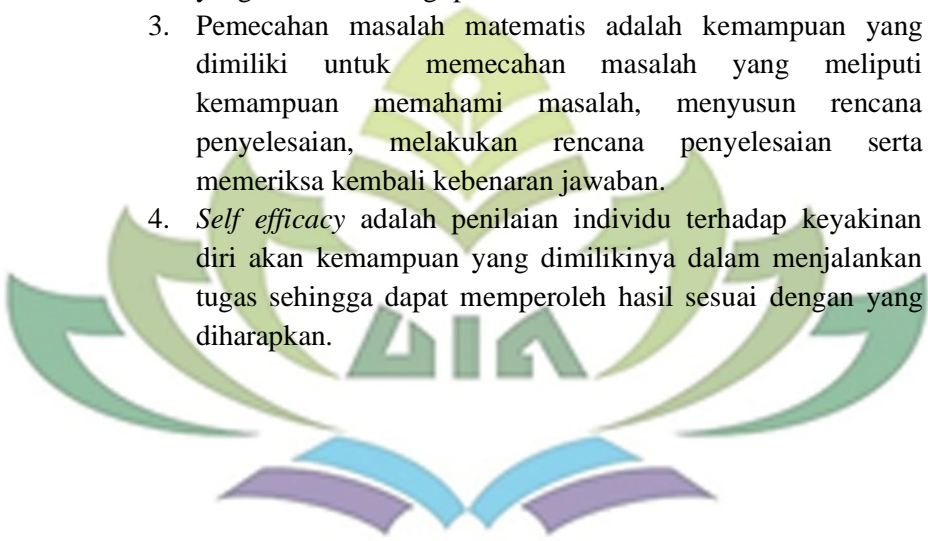 3. Pemecahan masalah matematis adalah kemampuan yang
dimiliki untuk memecahan masalah yang meliputi
kemampuan memahami masalah, menyusun rencana
penyelesaian, melakukan rencana penyelesaian serta
memeriksa kembali kebenaran jawaban.
4. Self efficacy adalah penilaian individu terhadap keyakinan
diri akan kemampuan yang dimilikinya dalam menjalankan
tugas sehingga dapat memperoleh hasil sesuai dengan yang
diharapkan.
UIN